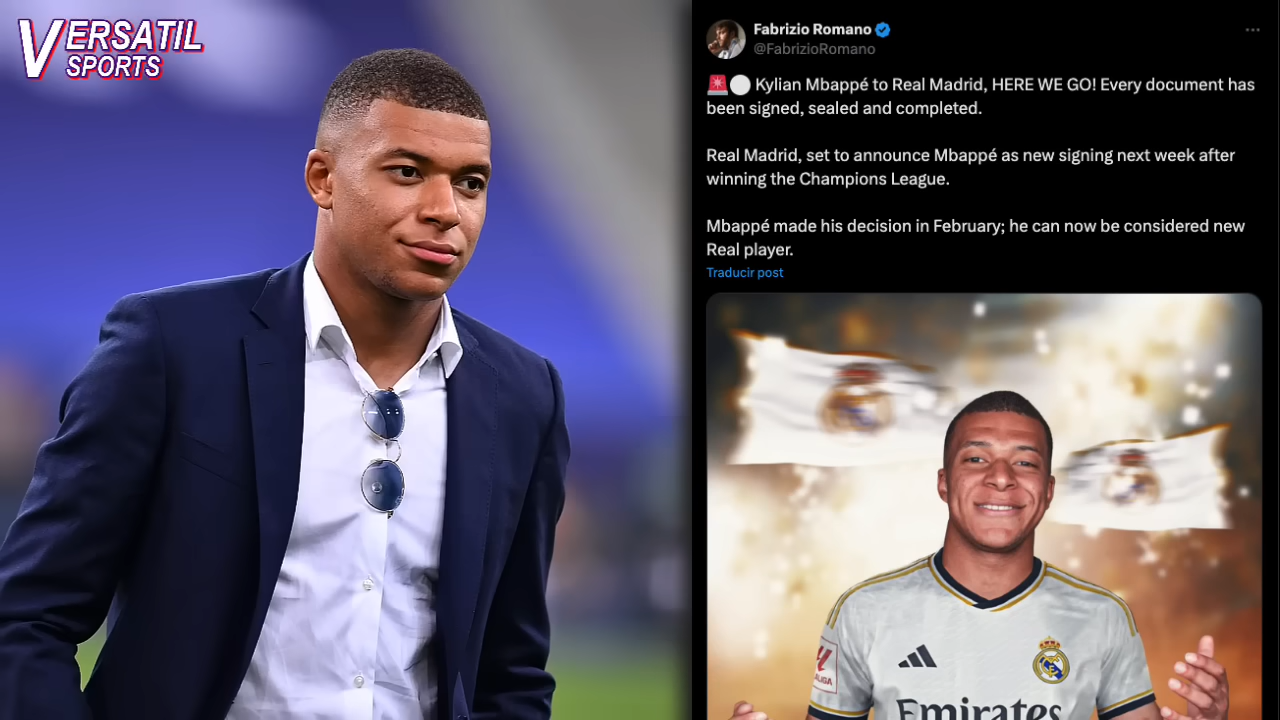 VERSATIL
SPORTS
Fabrizio Romano
@FabrizioRomano
🚨⚪ Kylian Mbappé to Real Madrid, HERE WE GO! Every document has
been signed, sealed and completed.
Real Madrid, set to announce Mbappé as new signing next week after
winning the Champions League.
Mbappé made his decision in February; he can now be considered new
Real player.
Traducir post
LALIGA
Emirates